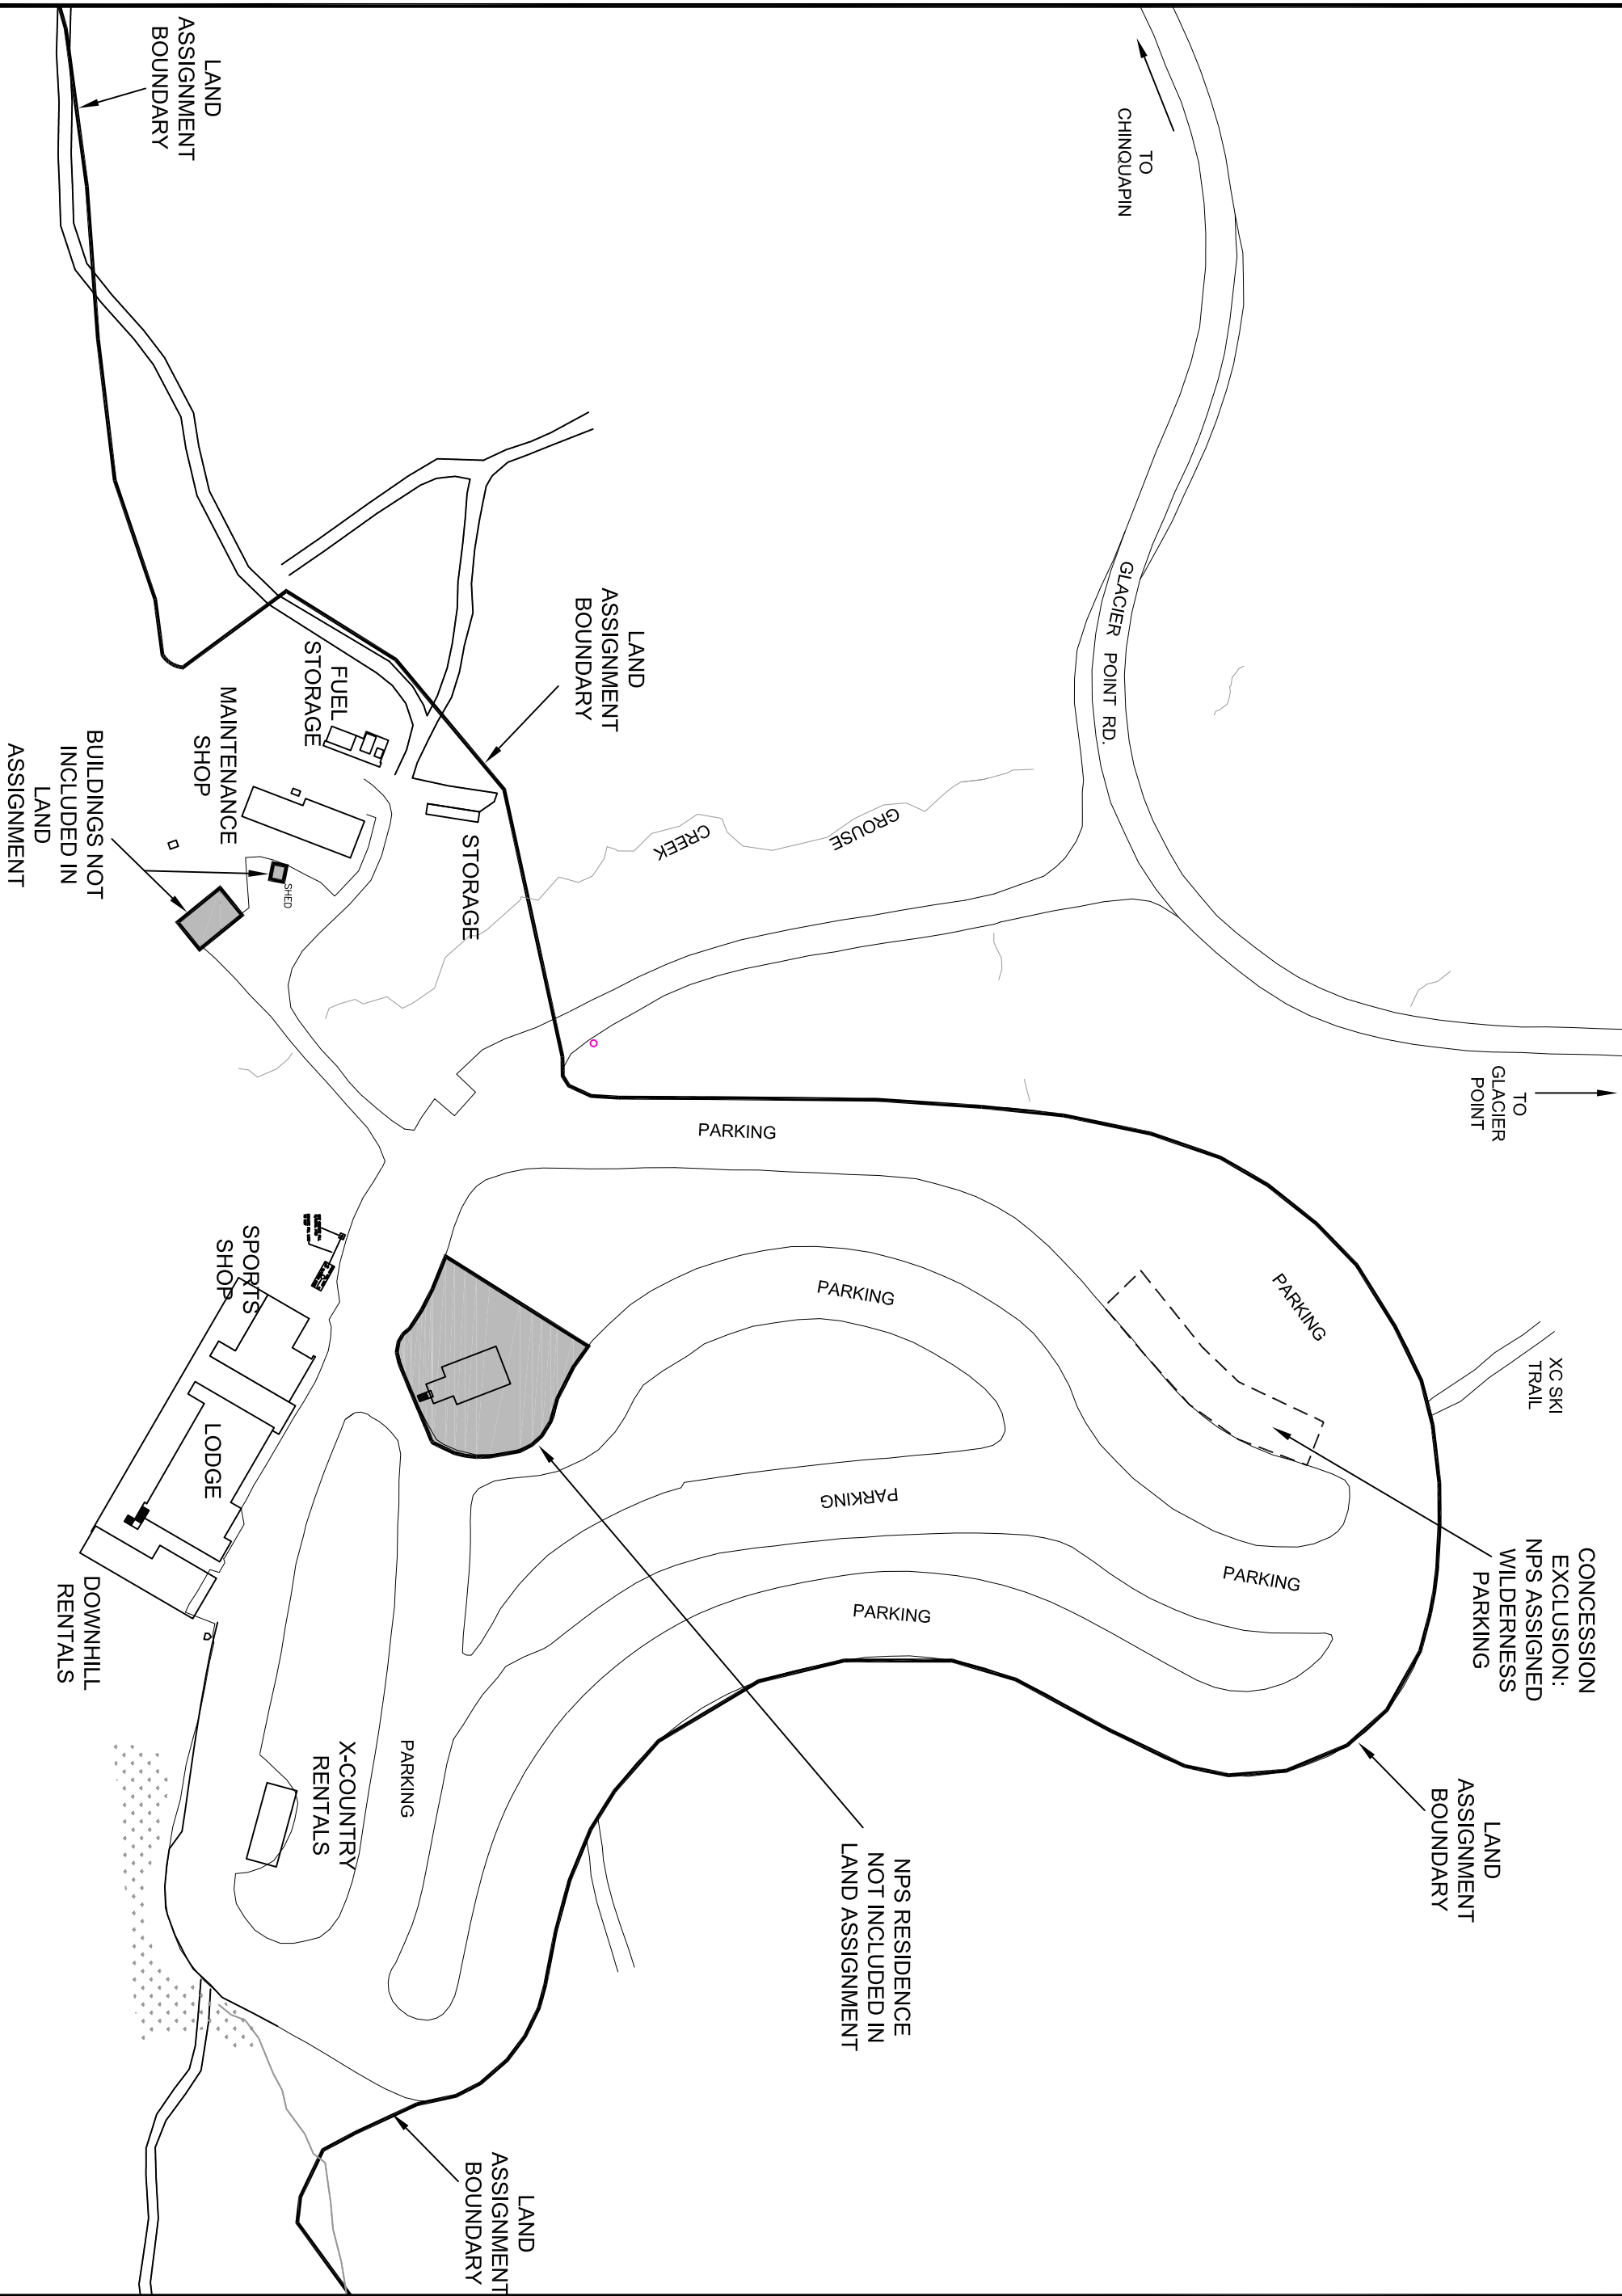 LAND
ASSIGNMENT
BOUNDARY
TO
CHINQUAPIN
GLACIER POINT RD.
LAND
ASSIGNMENT
BOUNDARY
FUEL
STORAGE
MAINTENANCE
SHOP
BUILDINGS NOT
INCLUDED IN
LAND
ASSIGNMENT
SHED
STORAGE
GROUSE
CREEK
TO
GLACIER
POINT
PARKING
PARKING
PARKING
XC SKI
TRAIL
SPORTS
SHOP
LODGE
DOWNHILL
RENTALS
PARKING
PARKING
PARKING
CONCESSION
EXCLUSION:
NPS ASSIGNED
WILDERNESS
PARKING
X-COUNTRY
RENTALS
PARKING
LAND
ASSIGNMENT
BOUNDARY
NPS RESIDENCE
NOT INCLUDED IN
LAND ASSIGNMENT
LAND
ASSIGNMENT
BOUNDARY